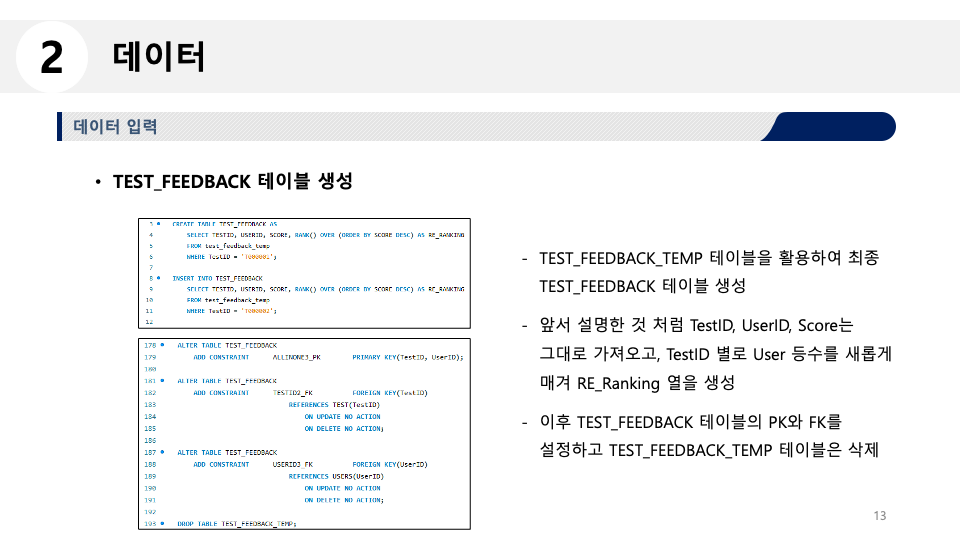 2
데이터
데이터 입력
• TEST_FEEDBACK 테이블 생성
3 CREATE TABLE TEST_FEEDBACK AS
4 SELECT TESTID, USERID, SCORE, RANK() OVER (ORDER BY SCORE DESC) AS RE_RANKING
5 FROM test_feedback_temp
6 WHERE TestID = 'T000001';
7
8 INSERT INTO TEST_FEEDBACK
9 SELECT TESTID, USERID, SCORE, RANK() OVER (ORDER BY SCORE DESC) AS RE_RANKING
10 FROM test_feedback_temp
11 WHERE TestID = 'T000002';
12
178 ALTER TABLE TEST_FEEDBACK
179 ADD CONSTRAINT ALLINONE3_PK PRIMARY KEY(TestID, UserID);
180
181 ALTER TABLE TEST_FEEDBACK
182 ADD CONSTRAINT TESTID2_FK FOREIGN KEY(TestID)
183 REFERENCES TEST(TestID)
184 ON UPDATE NO ACTION
185 ON DELETE NO ACTION;
186
187 ALTER TABLE TEST_FEEDBACK
188 ADD CONSTRAINT USERID3_FK FOREIGN KEY(UserID)
189 REFERENCES USERS(UserID)
190 ON UPDATE NO ACTION
191 ON DELETE NO ACTION;
192
193 DROP TABLE TEST_FEEDBACK_TEMP;
- TEST_FEEDBACK_TEMP 테이블을 활용하여 최종
TEST_FEEDBACK 테이블 생성
- 앞서 설명한 것 처럼 TestID, UserID, Score는
그대로 가져오고, TestID 별로 User 등수를 새롭게
매겨 RE_Ranking 열을 생성
- 이후 TEST_FEEDBACK 테이블의 PK와 FK를
설정하고 TEST_FEEDBACK_TEMP 테이블은 삭제
13